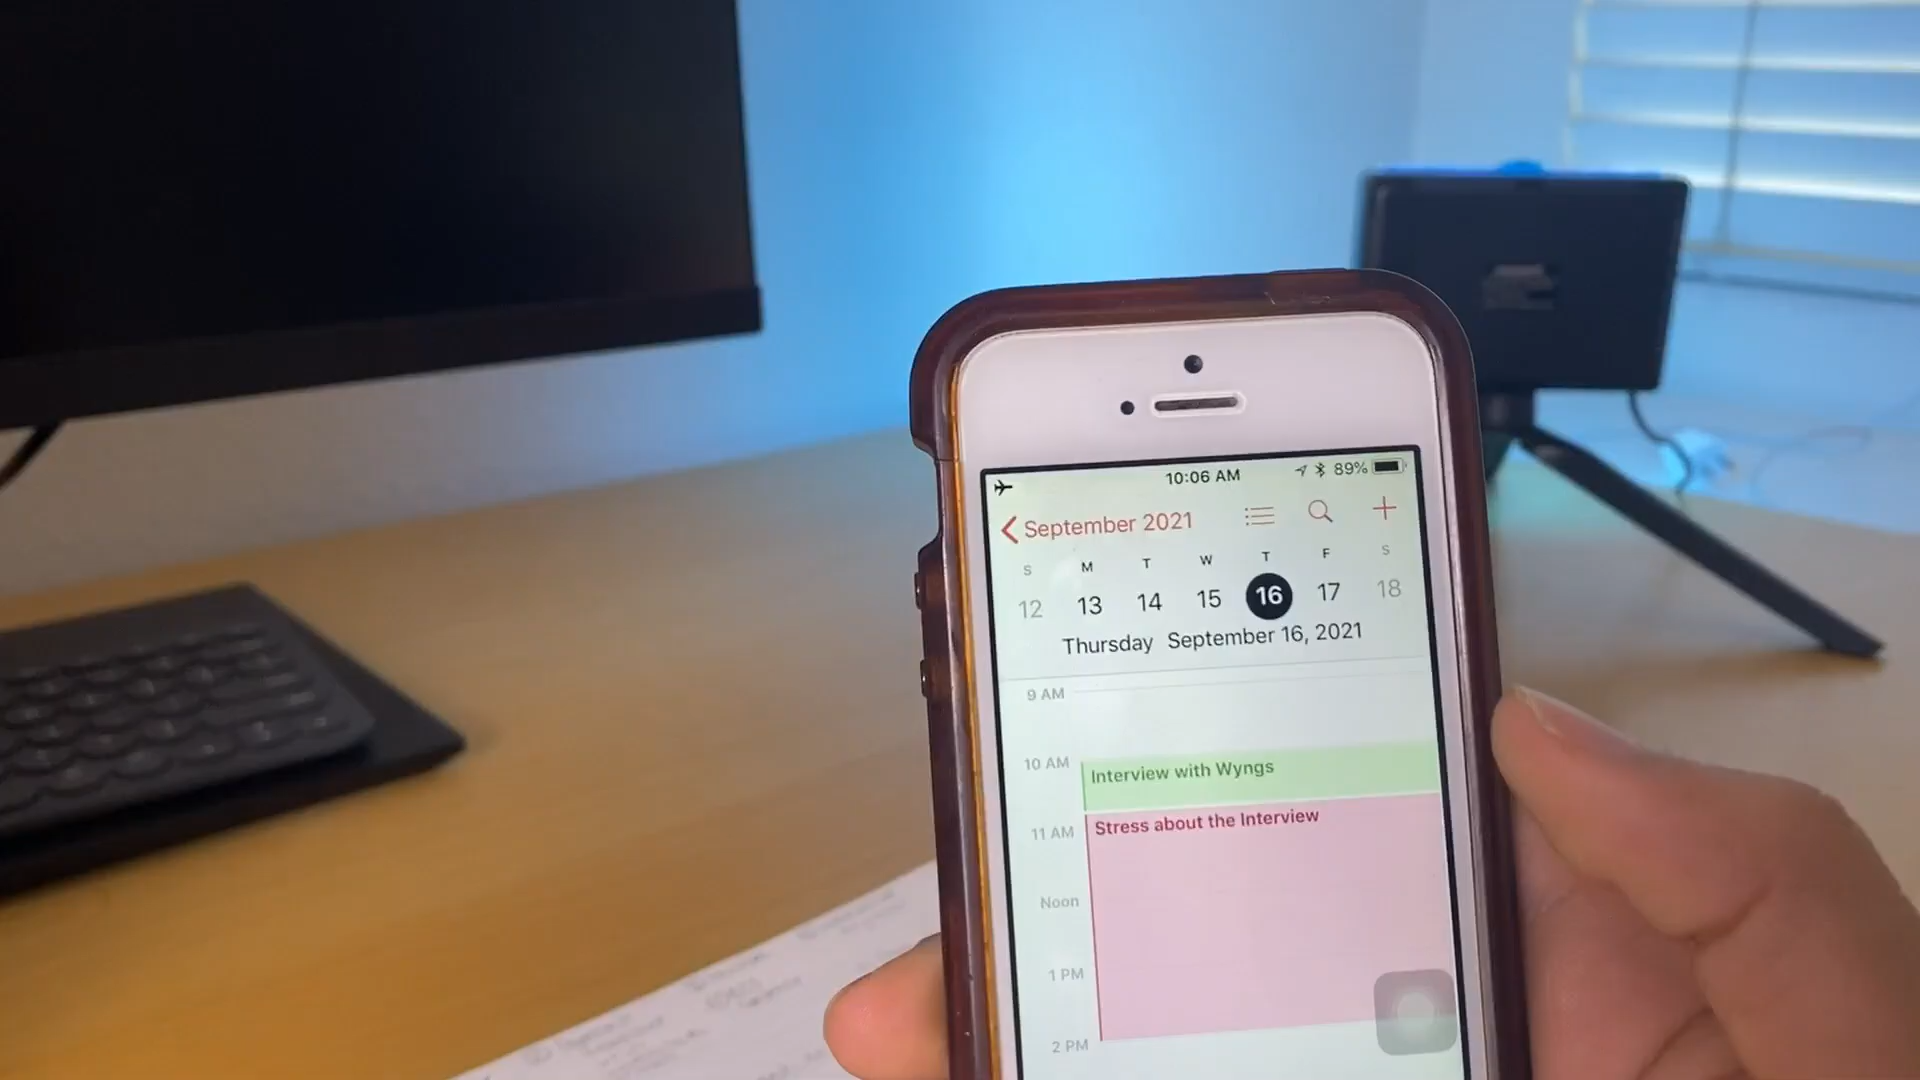 10:06 AM
89%
September 2021
S M T W T F S
12 13 14 15 16 17 18
Thursday September 16, 2021
9 AM
10 AM
Interview with Wyngs
11 AM
Stress about the Interview
Noon
1 PM
2 PM